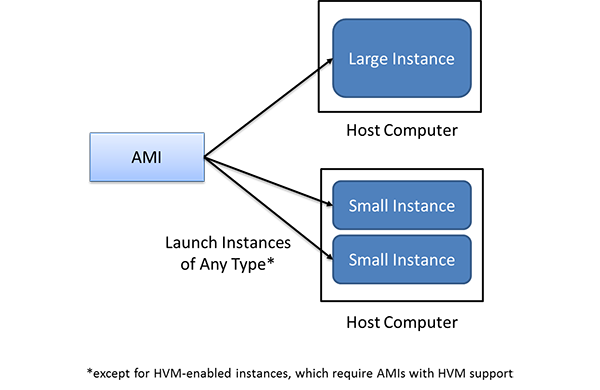 Large Instance
Host Computer
AMI
Small Instance
Launch Instances
of Any Type*
Small Instance
Host Computer
*except for HVM-enabled instances, which require AMIs with HVM support